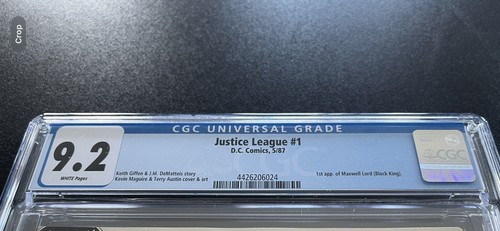 Crop
CGC UNIVERSAL GRADE
9.2
WHITE Pages
Justice League #1
D.C. Comics, 5/87
Keith Giffen & J.M. DeMatteis story
Kevin Maguire & Terry Austin cover & art
1st app. of Maxwell Lord (Black King).
4426206024
CGC